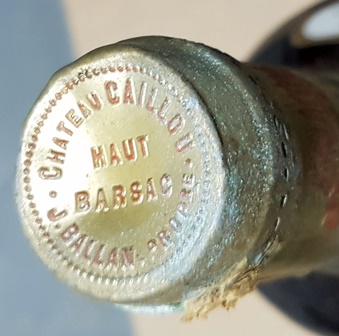 CHATEAU CAILLOU
HAUT
BARSAC
J. BALLAN. PROPRE.